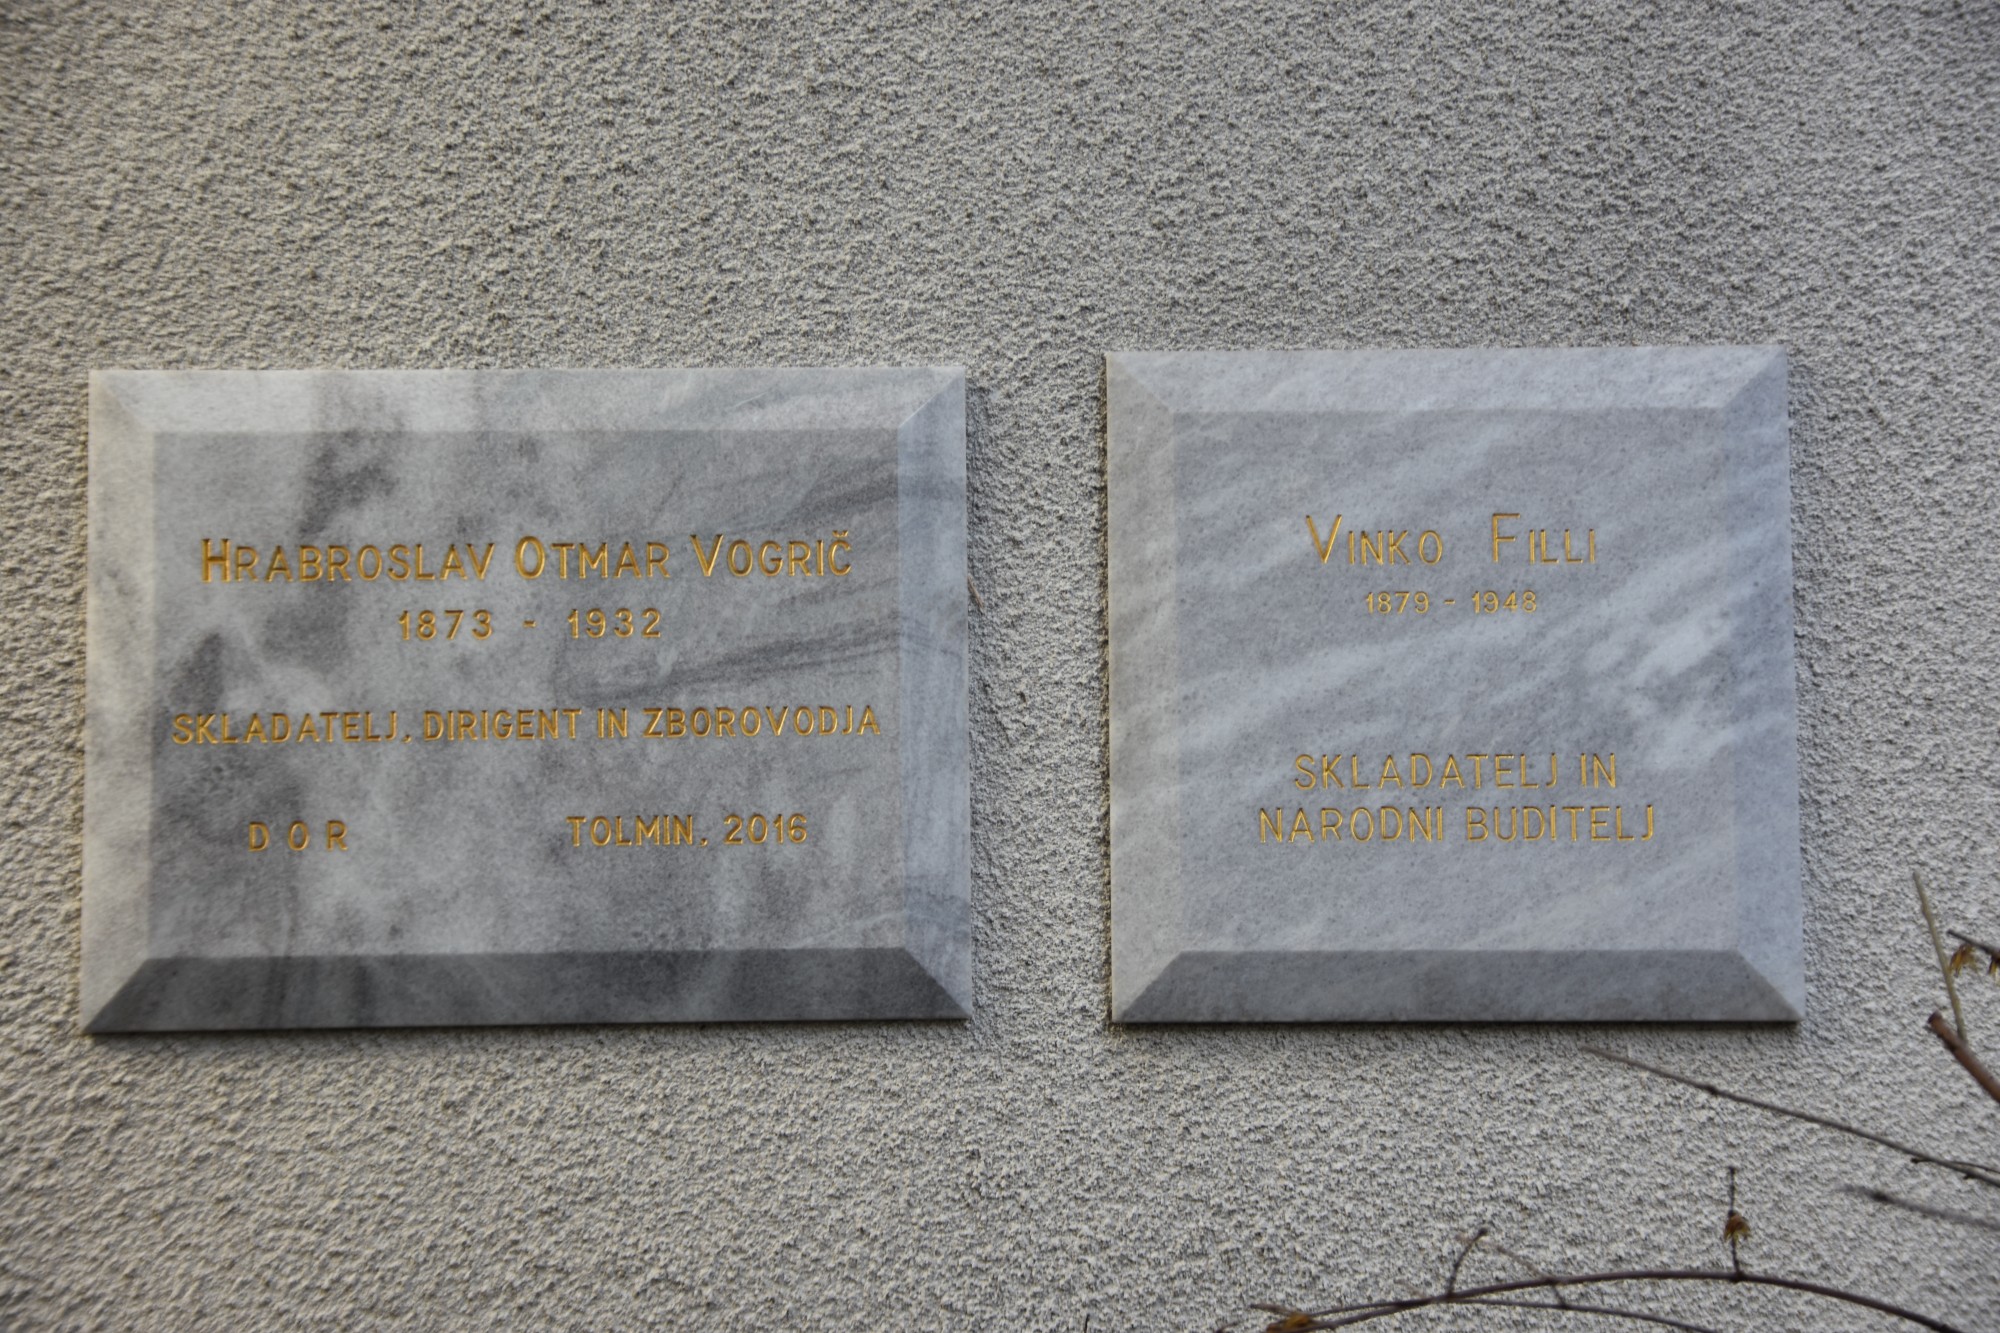 HRABROSLAV OTMAR VOGRIČ
1873 - 1932
SKLADATELJ, DIRIGENT IN ZBOROVODJA
DOR TOLMIN, 2016
VINKO FILLI
1879 - 1948
SKLADATELJ IN
NARODNI BUDITELJ